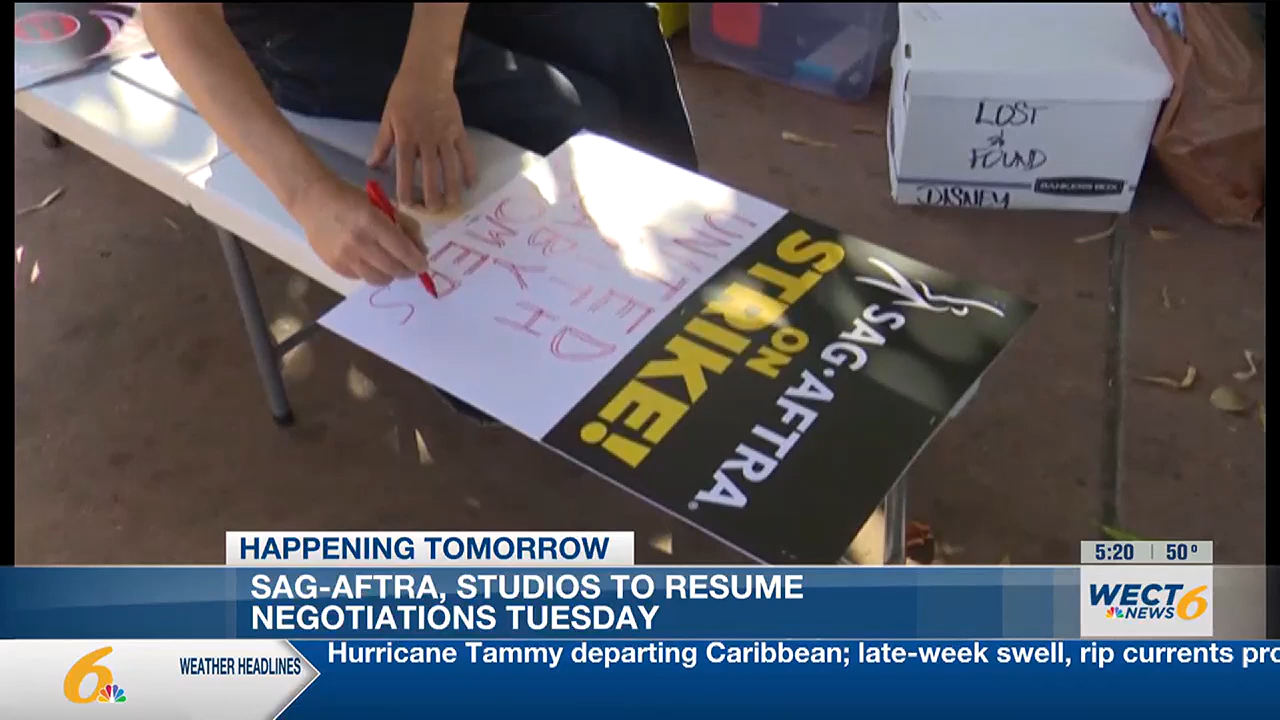 LOST
&
FOUND
BANKERS BOX
DISNEY
SAG·AFTRA®
ON
STRIKE!
UNITED
HAPPENING TOMORROW
SAG-AFTRA, STUDIOS TO RESUME
NEGOTIATIONS TUESDAY
5:20 50°
WECT 6
NEWS
6 WEATHER HEADLINES
Hurricane Tammy departing Caribbean; late-week swell, rip currents pro